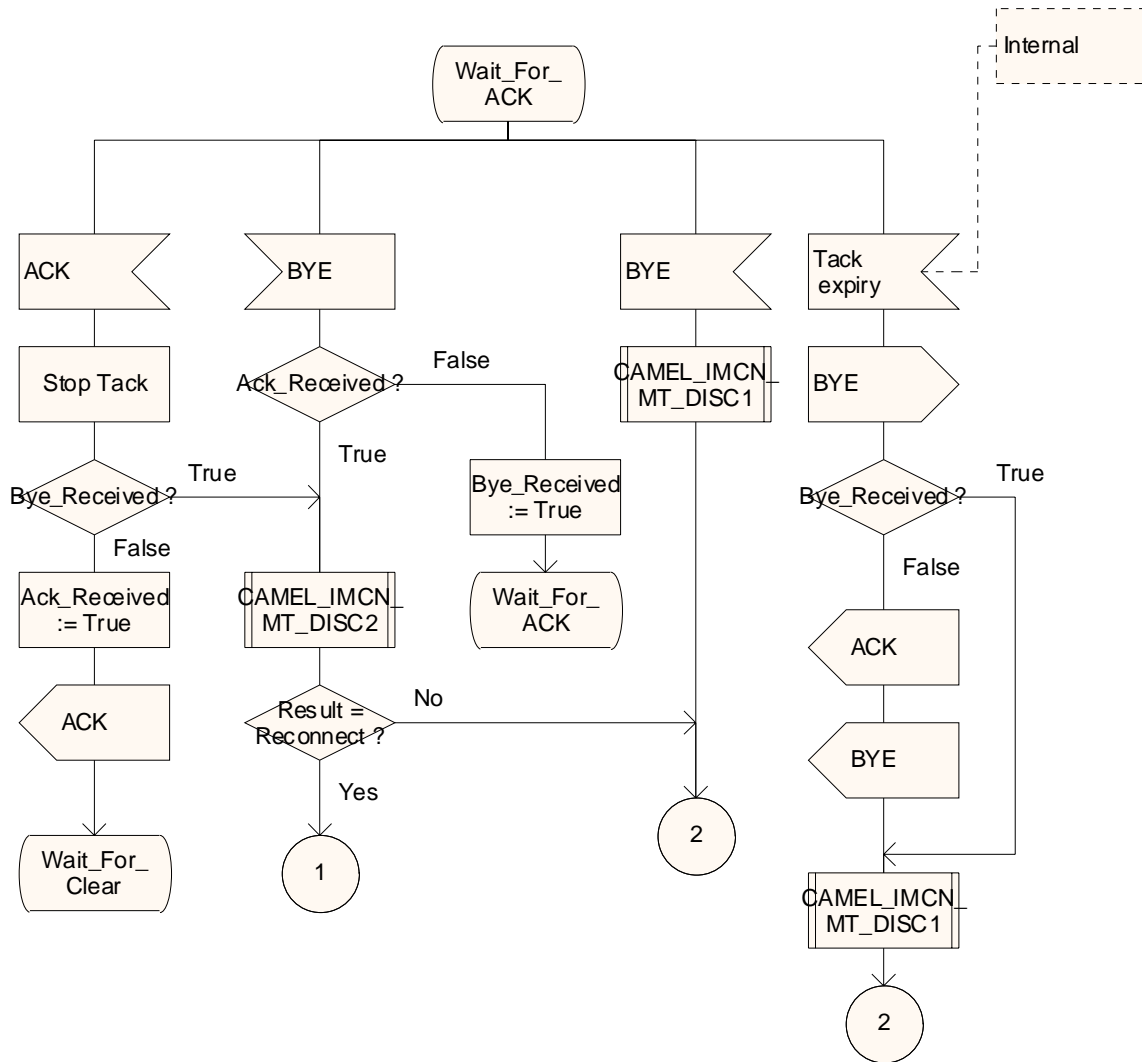 Internal
Wait_For_
ACK
ACK
BYE
BYE
Tack
expiry
Stop Tack
Ack_Received ?
False
CAMEL_IMCN_
MT_DISC1
BYE
True
Bye_Received ?
True
Bye_Received
:= True
Bye_Received ?
True
False
False
Ack_Received
:= True
CAMEL_IMCN_
MT_DISC2
Wait_For_
ACK
ACK
ACK
Result =
Reconnect ?
No
BYE
Yes
2
Wait_For_
Clear
1
CAMEL_IMCN_
MT_DISC1
2